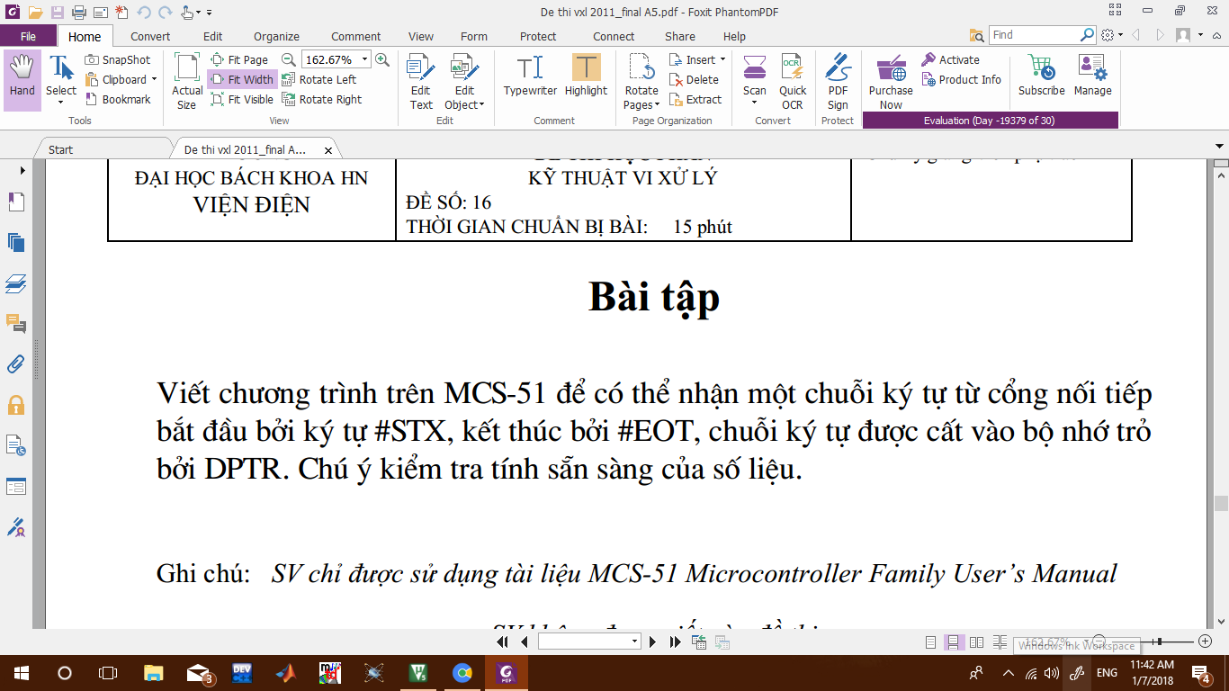 De thi vxl 2011_final A5.pdf - Foxit PhantomPDF
File Home Convert Edit Organize Comment View Form Protect Connect Share Help Find
Hand Select SnapShot Clipboard Bookmark Actual Size Fit Page Fit Width Fit Visible 162.67% Rotate Left Rotate Right Edit Text Edit Object Typewriter Highlight Rotate Pages Insert Delete Extract Scan Quick OCR PDF Sign Purchase Now Activate Product Info Subscribe Manage
Tools View Edit Comment Page Organization Convert Protect Evaluation (Day -19379 of 30)
Start De thi vxl 2011_final A...
ĐẠI HỌC BÁCH KHOA HN
VIỆN ĐIỆN
KỸ THUẬT VI XỬ LÝ
ĐỀ SỐ: 16
THỜI GIAN CHUẨN BỊ BÀI: 15 phút
Bài tập
Viết chương trình trên MCS-51 để có thể nhận một chuỗi ký tự từ cổng nối tiếp
bắt đầu bởi ký tự #STX, kết thúc bởi #EOT, chuỗi ký tự được cất vào bộ nhớ trỏ
bởi DPTR. Chú ý kiểm tra tính sẵn sàng của số liệu.
Ghi chú: SV chỉ được sử dụng tài liệu MCS-51 Microcontroller Family User's Manual
162.67%
Windows Ink Workspace
3 DEV ENG 11:42 AM
1/7/2018 4